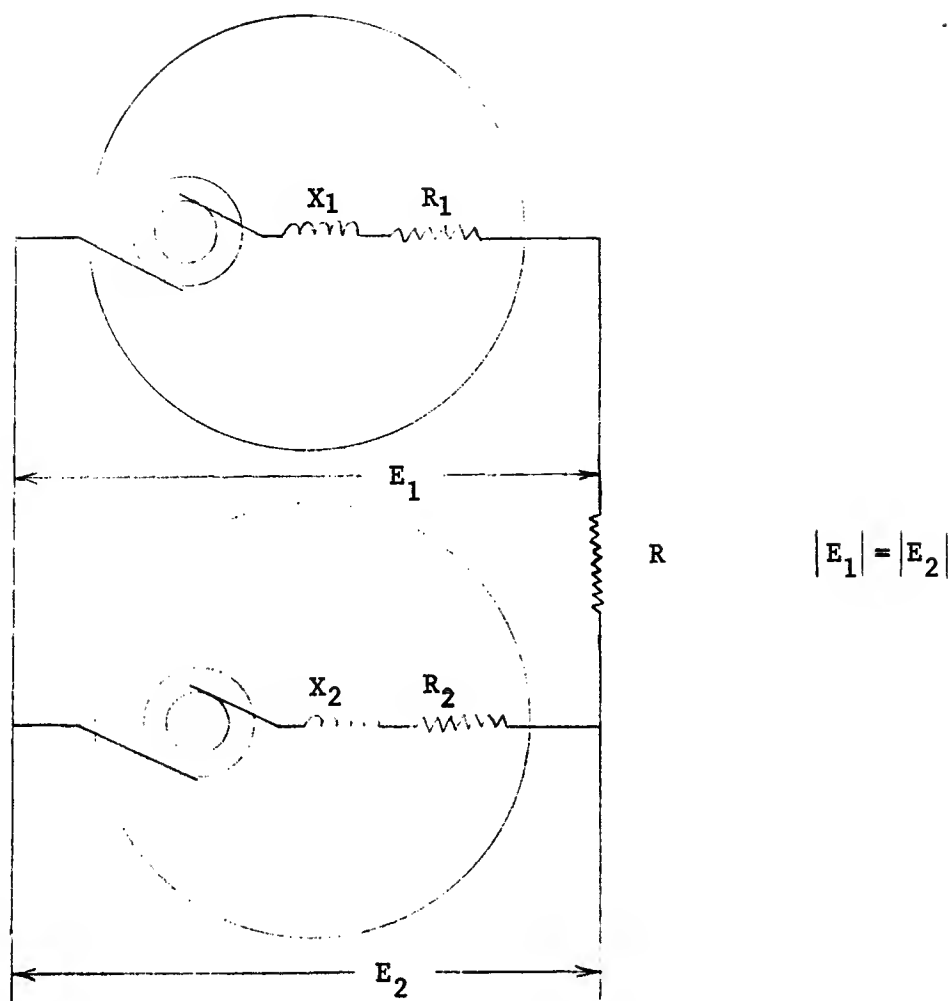 X₁ R₁
E₁
R |E₁| = |E₂|
X₂ R₂
E₂